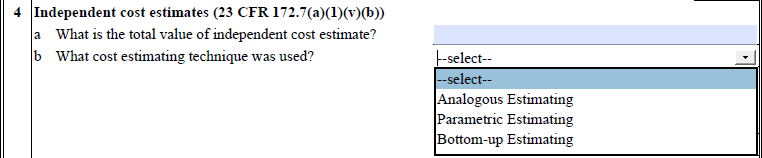 4 Independent cost estimates (23 CFR 172.7(a)(1)(v)(b))
a What is the total value of independent cost estimate?
b What cost estimating technique was used? --select--
--select--
Analogous Estimating
Parametric Estimating
Bottom-up Estimating